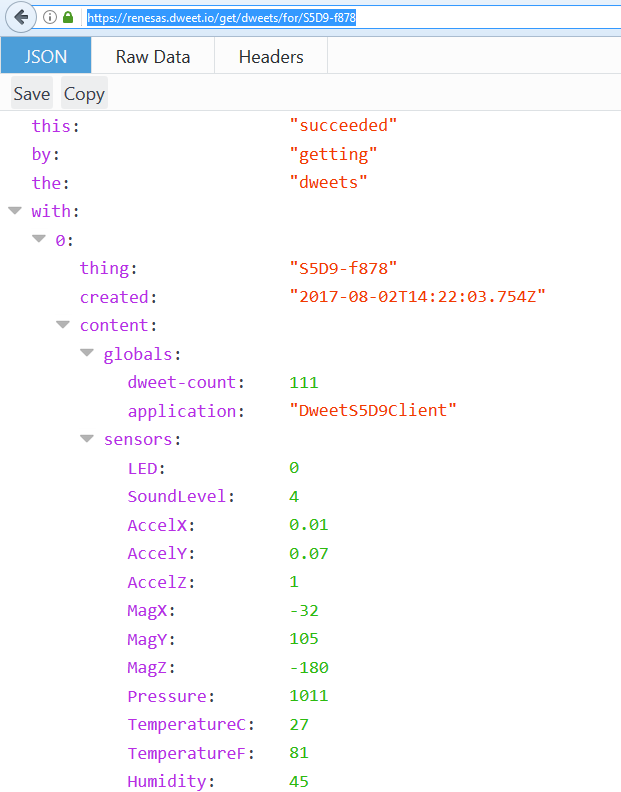 https://renesas.dweet.io/get/dweets/for/S5D9-f878
JSON Raw Data Headers
Save Copy
this: "succeeded"
by: "getting"
the: "dweets"
with:
0:
thing: "S5D9-f878"
created: "2017-08-02T14:22:03.754Z"
content:
globals:
dweet-count: 111
application: "DweetS5D9Client"
sensors:
LED: 0
SoundLevel: 4
AccelX: 0.01
AccelY: 0.07
AccelZ: 1
MagX: -32
MagY: 105
MagZ: -180
Pressure: 1011
TemperatureC: 27
TemperatureF: 81
Humidity: 45